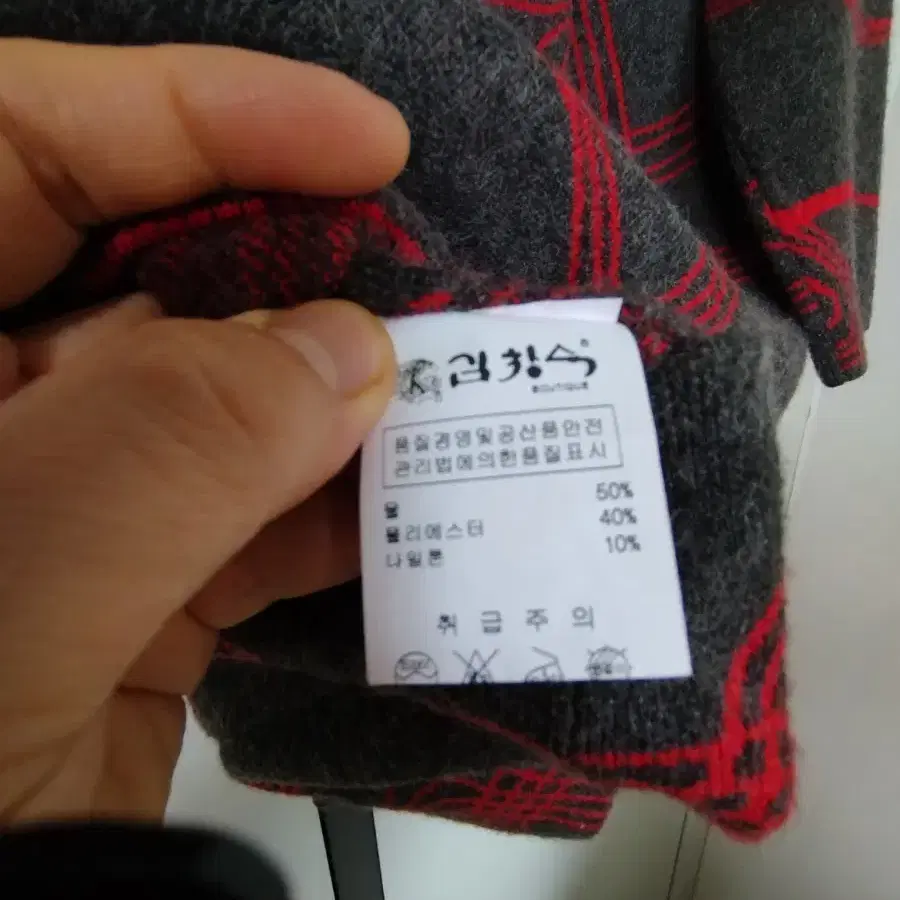 K 김창숙
BOUTIQUE
품질경영및공산품안전
관리법에의한품질표시
울 50%
폴리에스터 40%
나일론 10%
취급주의